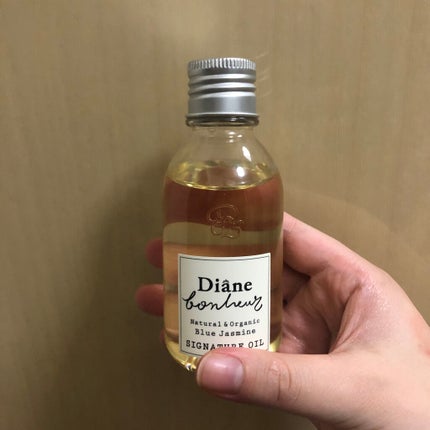 Diâne
bonheur
Natural & Organic
Blue Jasmine
SIGNATURE OIL